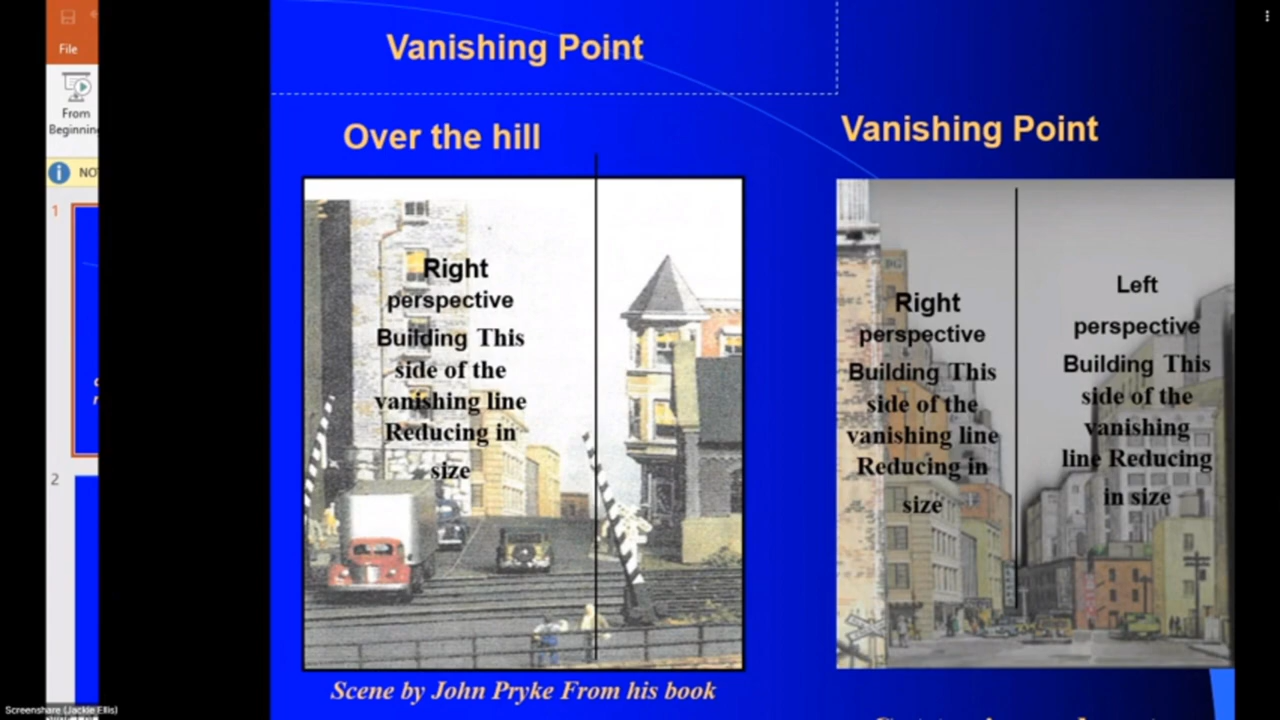 File
From
Beginning
NO
1
2
Vanishing Point
Over the hill
Right
perspective
Building This
side of the
vanishing line
Reducing in
size
Scene by John Pryke From his book
Vanishing Point
Right
perspective
Building This
side of the
vanishing line
Reducing in
size
Left
perspective
Building This
side of the
vanishing
line Reducing
in size
Screenshare (Jackie Ellis)